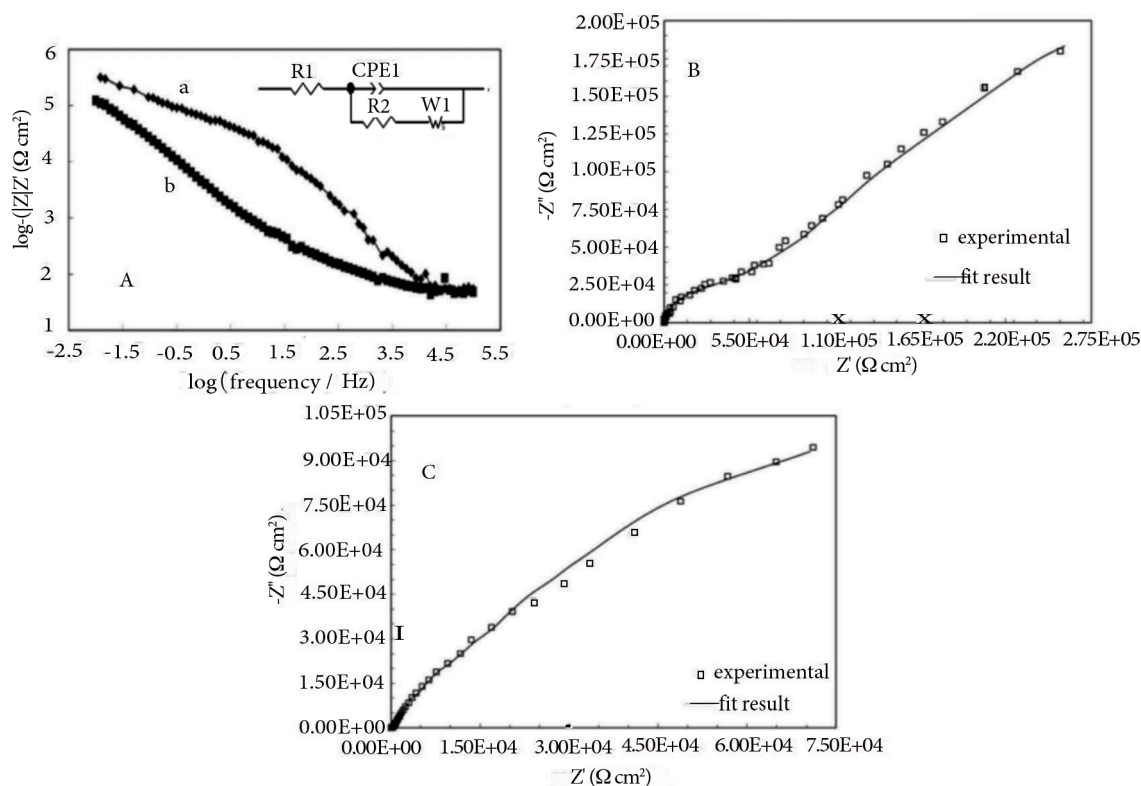 6
5
4
3
2
1
log-(|Z|Z' (Ω cm²)
a
b
A
R1
CPE1
R2
W1
s
-2.5 -1.5 -0.5 0.5 1.5 2.5 3.5 4.5 5.5
log (frequency / Hz)
2.00E+05
1.75E+05
1.50E+05
1.25E+05
1.00E+05
7.50E+04
5.00E+04
2.50E+04
0.00E+00
-Z" (Ω cm²)
B
experimental
fit result
x x
0.00E+00 5.50E+04 1.10E+05 1.65E+05 2.20E+05 2.75E+05
Z' (Ω cm²)
1.05E+05
9.00E+04
7.50E+04
6.00E+04
4.50E+04
3.00E+04
1.50E+04
0.00E+00
-Z" (Ω cm²)
C
I
experimental
fit result
0.00E+00 1.50E+04 3.00E+04 4.50E+04 6.00E+04 7.50E+04
Z' (Ω cm²)